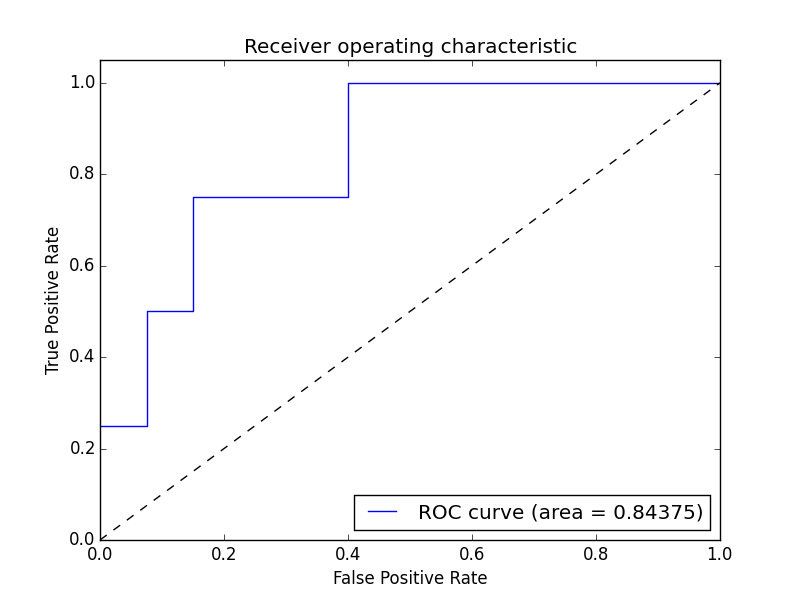 Receiver operating characteristic
1.0
0.8
0.6
0.4
0.2
0.0
True Positive Rate
ROC curve (area = 0.84375)
0.0 0.2 0.4 0.6 0.8 1.0
False Positive Rate